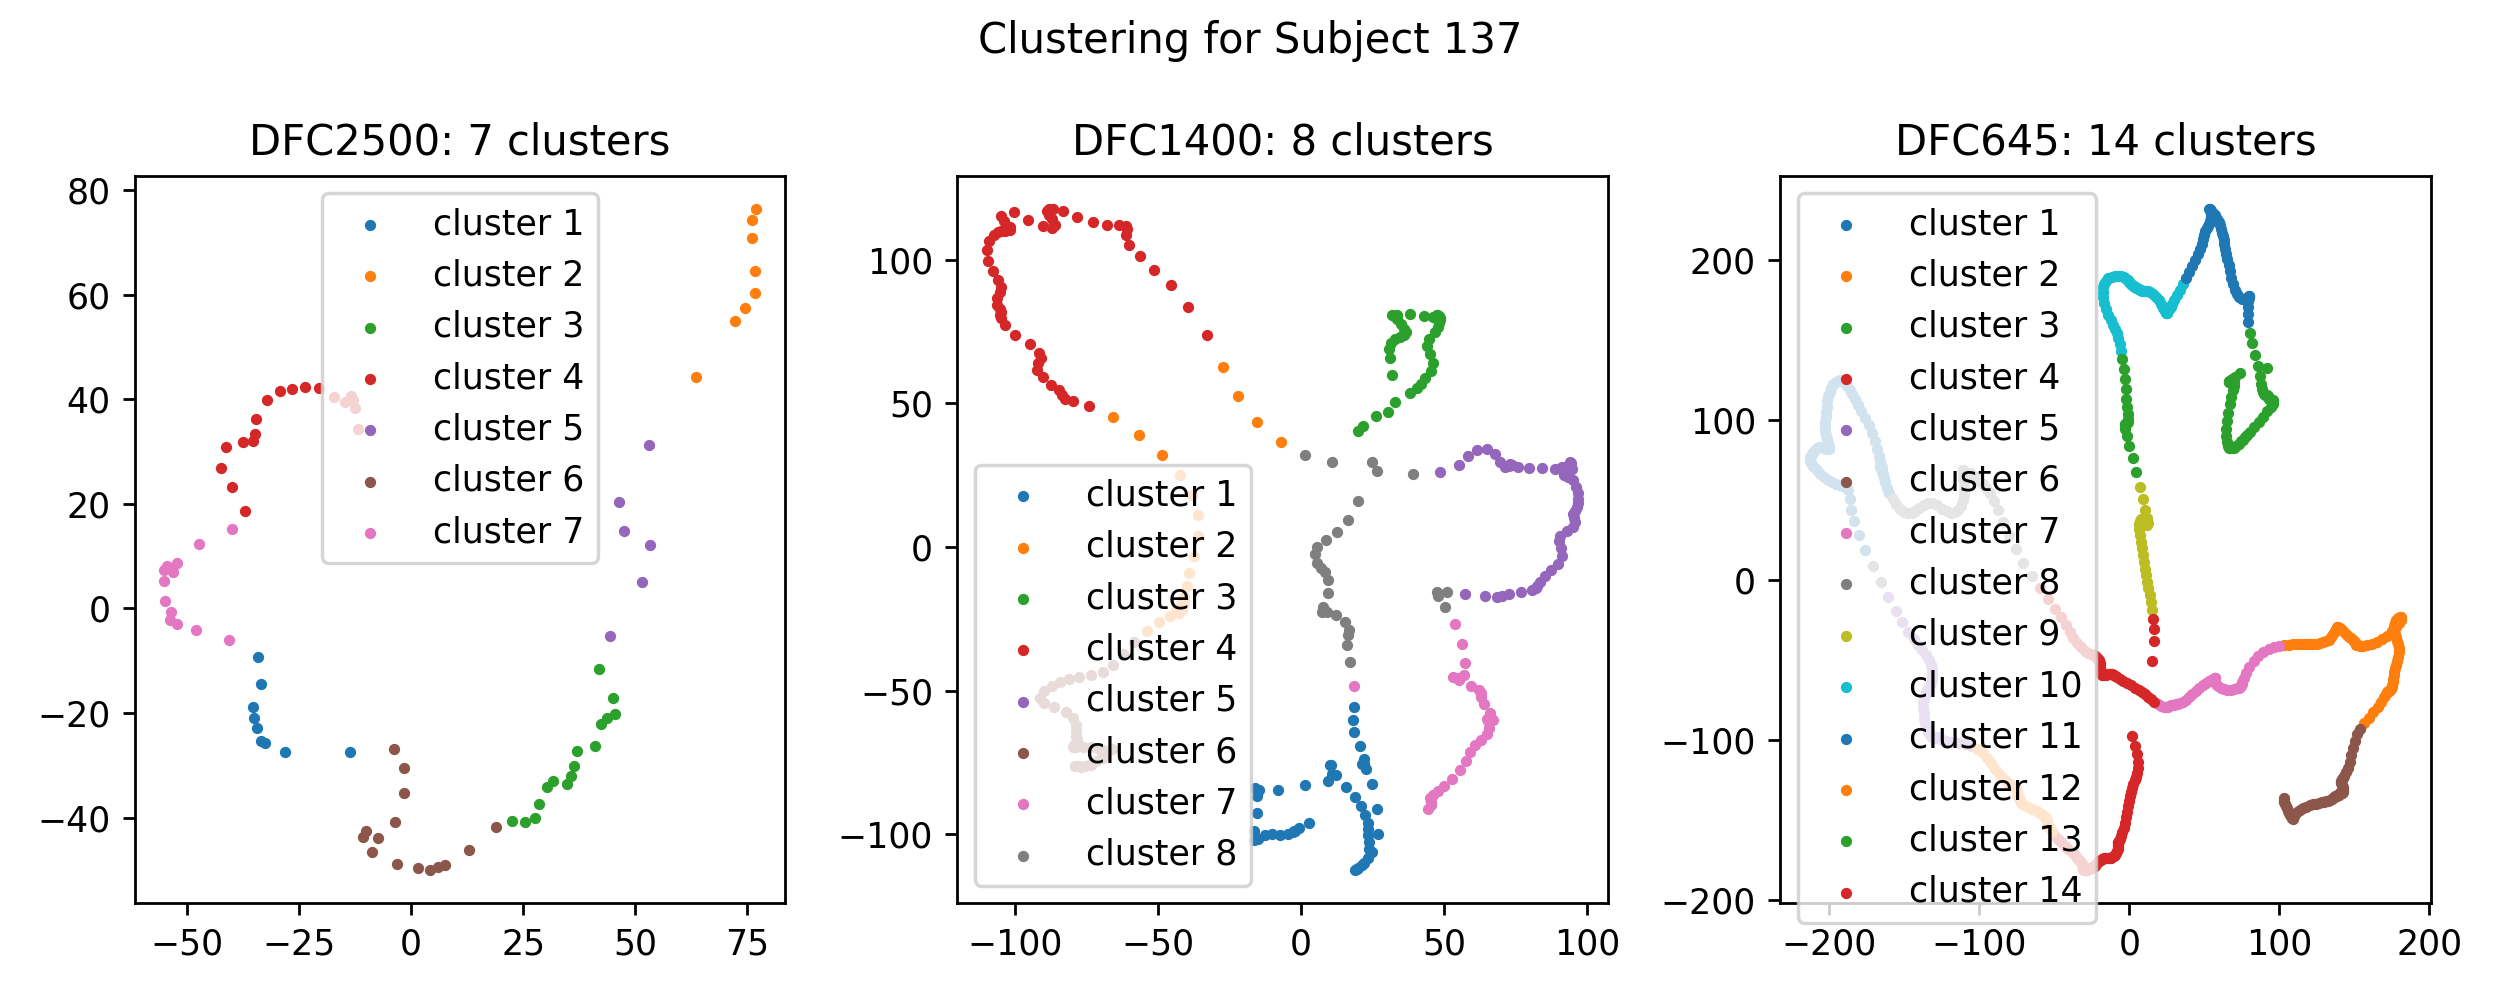 Clustering for Subject 137
DFC2500: 7 clusters
80
60
40
20
0
−20
−40
−50
−25
0
25
50
75
cluster 1
cluster 2
cluster 3
cluster 4
cluster 5
cluster 6
cluster 7
DFC1400: 8 clusters
100
50
0
−50
−100
−100
−50
0
50
100
cluster 1
cluster 2
cluster 3
cluster 4
cluster 5
cluster 6
cluster 7
cluster 8
DFC645: 14 clusters
200
100
0
−100
−200
−200
−100
0
100
200
cluster 1
cluster 2
cluster 3
cluster 4
cluster 5
cluster 6
cluster 7
cluster 8
cluster 9
cluster 10
cluster 11
cluster 12
cluster 13
cluster 14